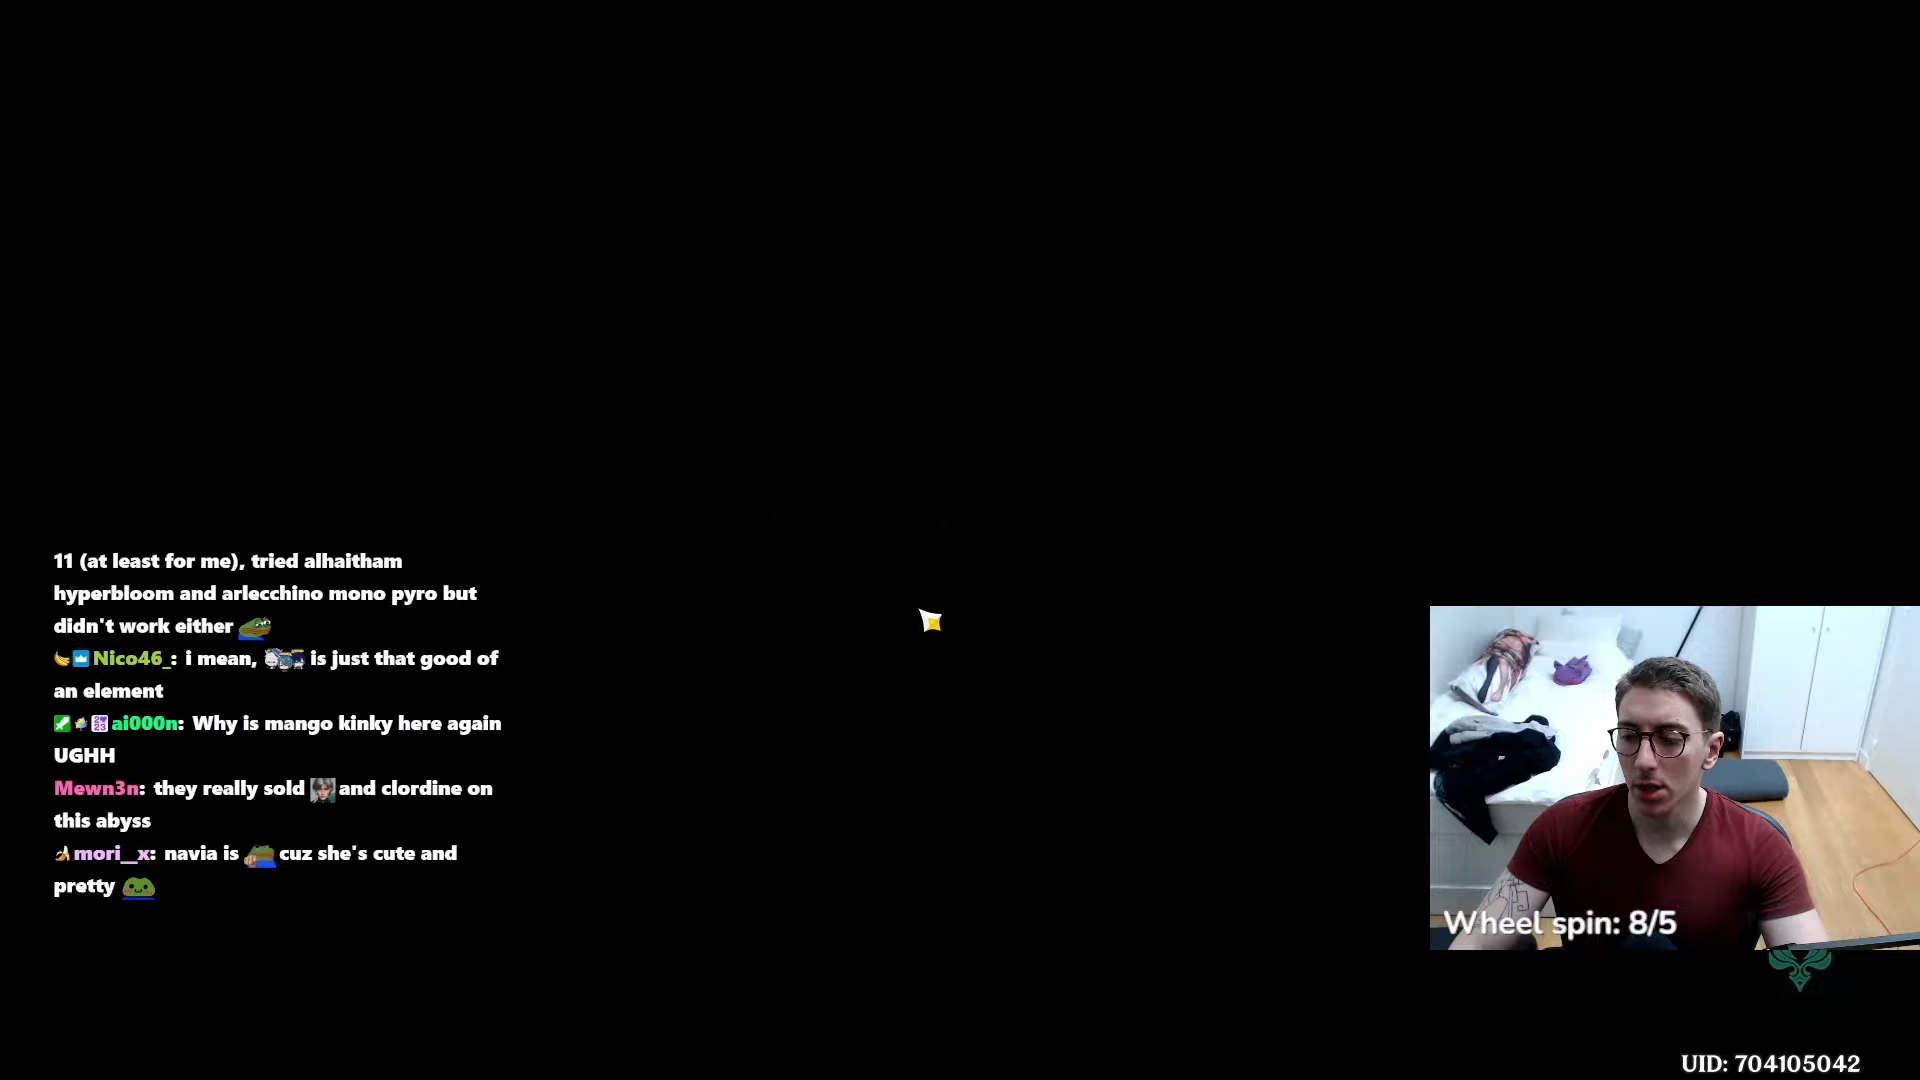 11 (at least for me), tried alhaitham
hyperbloom and arlecchino mono pyro but
didn't work either
Nico46_: i mean, is just that good of
an element
ai000n: Why is mango kinky here again
UGHH
Mewn3n: they really sold and clordine on
this abyss
mori__x: navia is cuz she's cute and
pretty
Wheel spin: 8/5
UID: 704105042